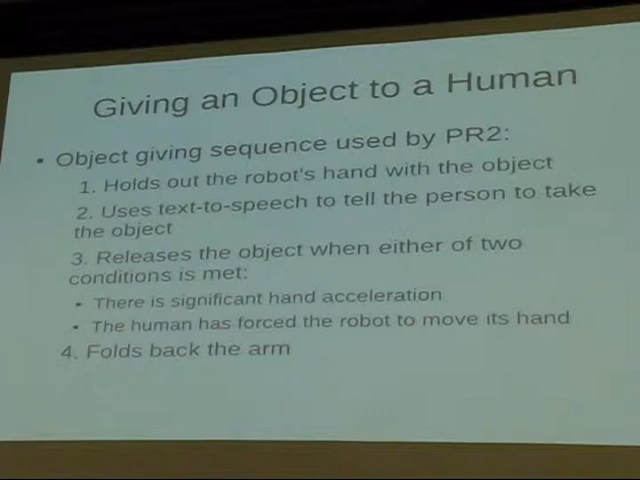 Giving an Object to a Human
• Object giving sequence used by PR2:
1. Holds out the robot's hand with the object
2. Uses text-to-speech to tell the person to take
the object
3. Releases the object when either of two
conditions is met:
• There is significant hand acceleration
• The human has forced the robot to move its hand
4. Folds back the arm